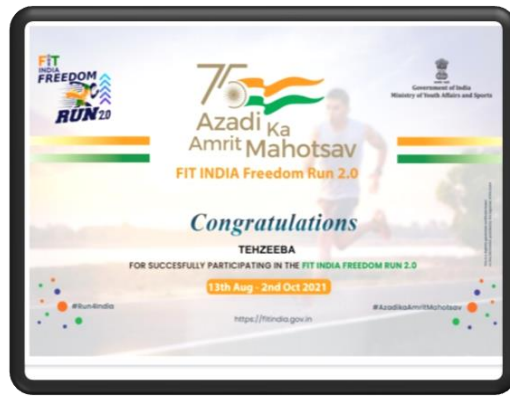 FiT
INDIA
FREEDOM
RUN 2.0
75
Azadi Ka
Amrit Mahotsav
Government of India
Ministry of Youth Affairs and Sports
FIT INDIA Freedom Run 2.0
Congratulations
TEHZEEBA
FOR SUCCESFULLY PARTICIPATING IN THE FIT INDIA FREEDOM RUN 2.0
13th Aug - 2nd Oct 2021
#Run4India
#AzadikaAmritMahotsav
https://fitindia.gov.in